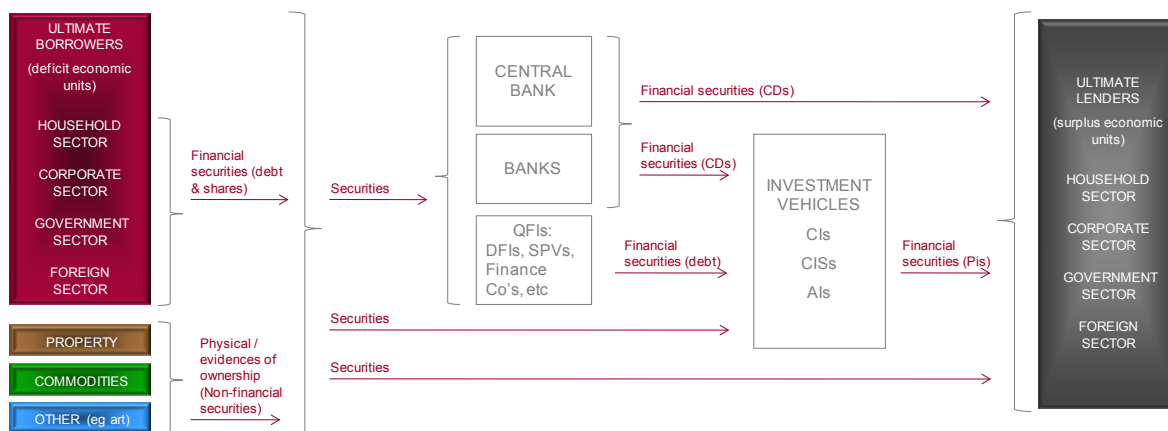 ULTIMATE
BORROWERS
(deficit economic
units)
HOUSEHOLD
SECTOR
CORPORATE
SECTOR
GOVERNMENT
SECTOR
FOREIGN
SECTOR
PROPERTY
COMMODITIES
OTHER (eg art)
Financial
securities (debt
& shares)
Physical /
evidences of
ownership
(Non-financial
securities)
Securities
Securities
Securities
CENTRAL
BANK
BANKS
QFIs:
DFIs, SPVs,
Finance
Co's, etc
Financial securities (CDs)
Financial
securities (CDs)
Financial
securities (debt)
INVESTMENT
VEHICLES
CIs
CISs
AIs
Financial
securities (Pis)
ULTIMATE
LENDERS
(surplus economic
units)
HOUSEHOLD
SECTOR
CORPORATE
SECTOR
GOVERNMENT
SECTOR
FOREIGN
SECTOR